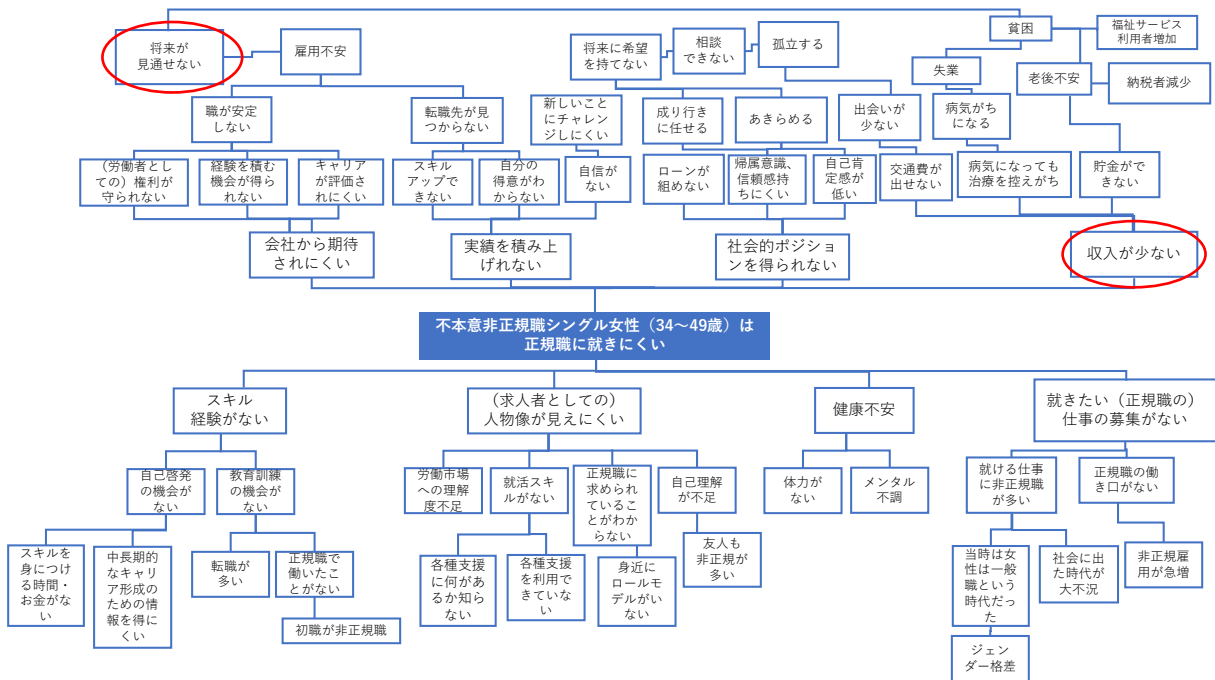 貧困
福祉サービス
利用者増加
将来が
見通せない
雇用不安
将来に希望
を持てない
相談
できない
孤立する
失業
老後不安
納税者減少
職が安定
しない
転職先が見
つからない
新しいこと
にチャレン
ジしにくい
成り行き
に任せる
あきらめる
出会いが
少ない
病気がち
になる
(労働者とし
ての)権利が
守られない
経験を積む
機会が得ら
れない
キャリア
が評価さ
れにくい
スキル
アップで
きない
自分の
得意がわ
からない
自信が
ない
ローンが
組めない
帰属意識、
信頼感持
ちにくい
自己肯
定感が
低い
交通費が
出せない
病気になっても
治療を控えがち
貯金がで
きない
会社から期待
されにくい
実績を積み上
げれない
社会的ポジショ
ンを得られない
収入が少ない
不本意非正規職シングル女性(34~49歳)は
正規職に就きにくい
スキル
経験がない
(求人者としての)
人物像が見えにくい
健康不安
就きたい(正規職の)
仕事の募集がない
自己啓発
の機会が
ない
教育訓練
の機会が
ない
労働市場
への理解
度不足
就活スキ
ルがない
正規職に
求められ
ているこ
とがわか
らない
自己理解
が不足
体力が
ない
メンタル
不調
就ける仕事
に非正規職
が多い
正規職の働
き口がない
スキルを
身につけ
る時間・
お金がな
い
中長期的
なキャリ
ア形成の
ための情
報を得に
くい
転職が
多い
正規職で
働いたこ
とがない
初職が非正規職
各種支援
に何があ
るか知ら
ない
各種支援
を利用で
きていな
い
身近に
ロールモ
デルがい
ない
友人も
非正規が
多い
当時は女
性は一般
職という
時代だっ
た
社会に出
た時代が
大不況
非正規雇
用が急増
ジェン
ダー格差